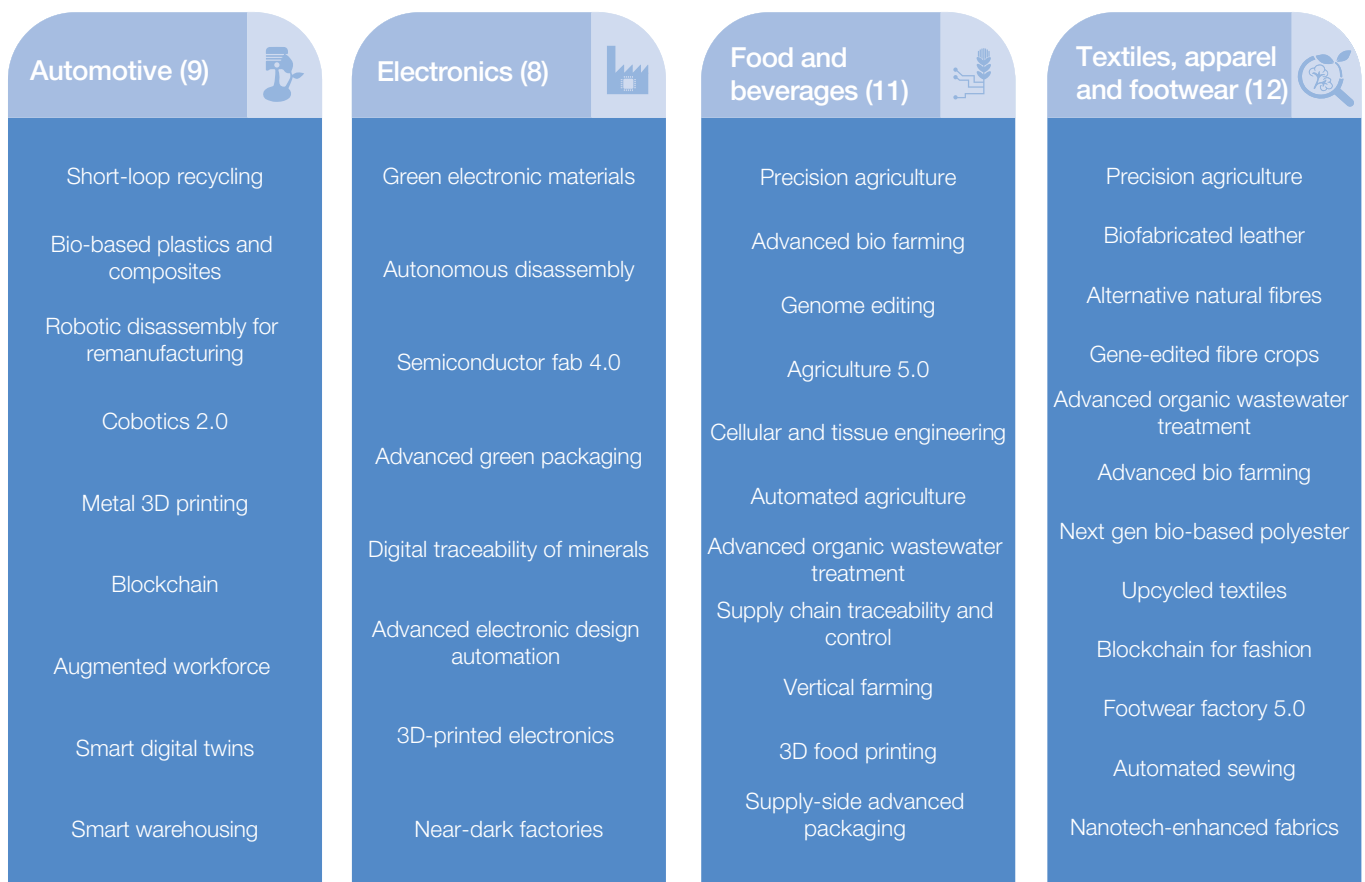 Automotive (9)
Short-loop recycling
Bio-based plastics and
composites
Robotic disassembly for
remanufacturing
Cobotics 2.0
Metal 3D printing
Blockchain
Augmented workforce
Smart digital twins
Smart warehousing
Electronics (8)
Green electronic materials
Autonomous disassembly
Semiconductor fab 4.0
Advanced green packaging
Digital traceability of minerals
Advanced electronic design
automation
3D-printed electronics
Near-dark factories
Food and
beverages (11)
Precision agriculture
Advanced bio farming
Genome editing
Agriculture 5.0
Cellular and tissue engineering
Automated agriculture
Advanced organic wastewater
treatment
Supply chain traceability and
control
Vertical farming
3D food printing
Supply-side advanced
packaging
Textiles, apparel
and footwear (12)
Precision agriculture
Biofabricated leather
Alternative natural fibres
Gene-edited fibre crops
Advanced organic wastewater
treatment
Advanced bio farming
Next gen bio-based polyester
Upcycled textiles
Blockchain for fashion
Footwear factory 5.0
Automated sewing
Nanotech-enhanced fabrics